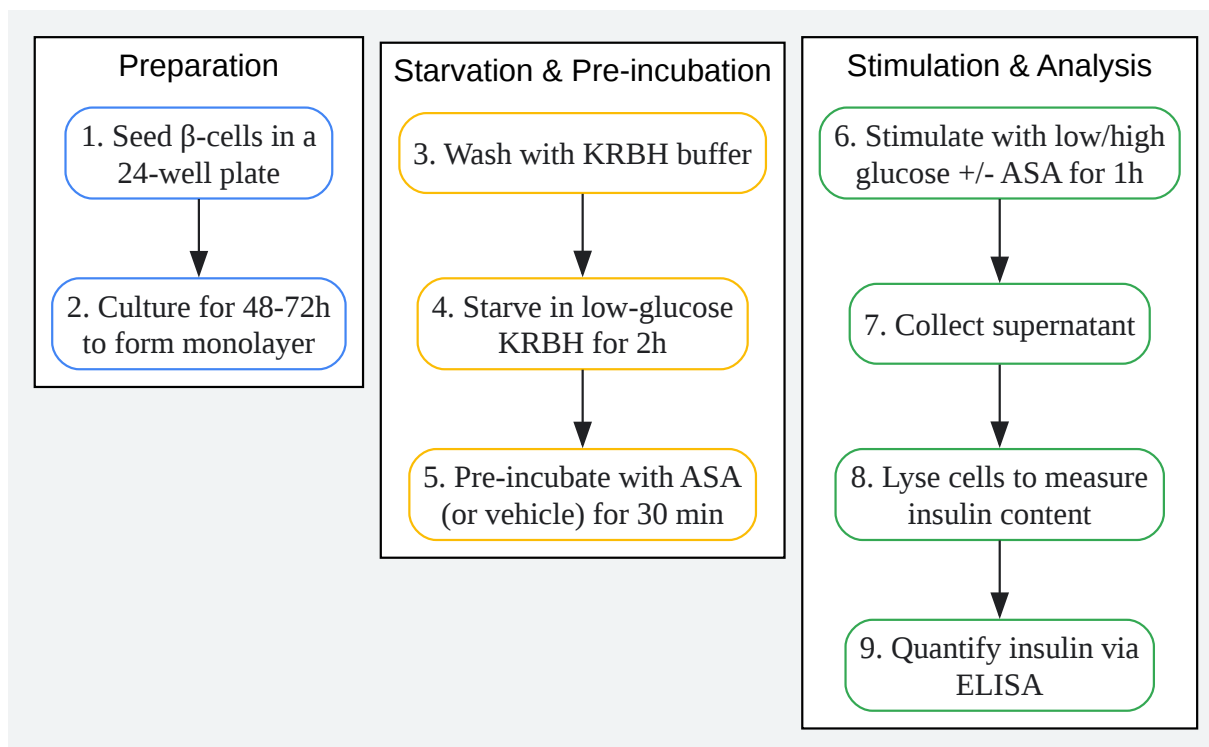 Preparation
1. Seed β-cells in a
24-well plate
2. Culture for 48-72h
to form monolayer
Starvation & Pre-incubation
3. Wash with KRBH buffer
4. Starve in low-glucose
KRBH for 2h
5. Pre-incubate with ASA
(or vehicle) for 30 min
Stimulation & Analysis
6. Stimulate with low/high
glucose +/- ASA for 1h
7. Collect supernatant
8. Lyse cells to measure
insulin content
9. Quantify insulin via
ELISA